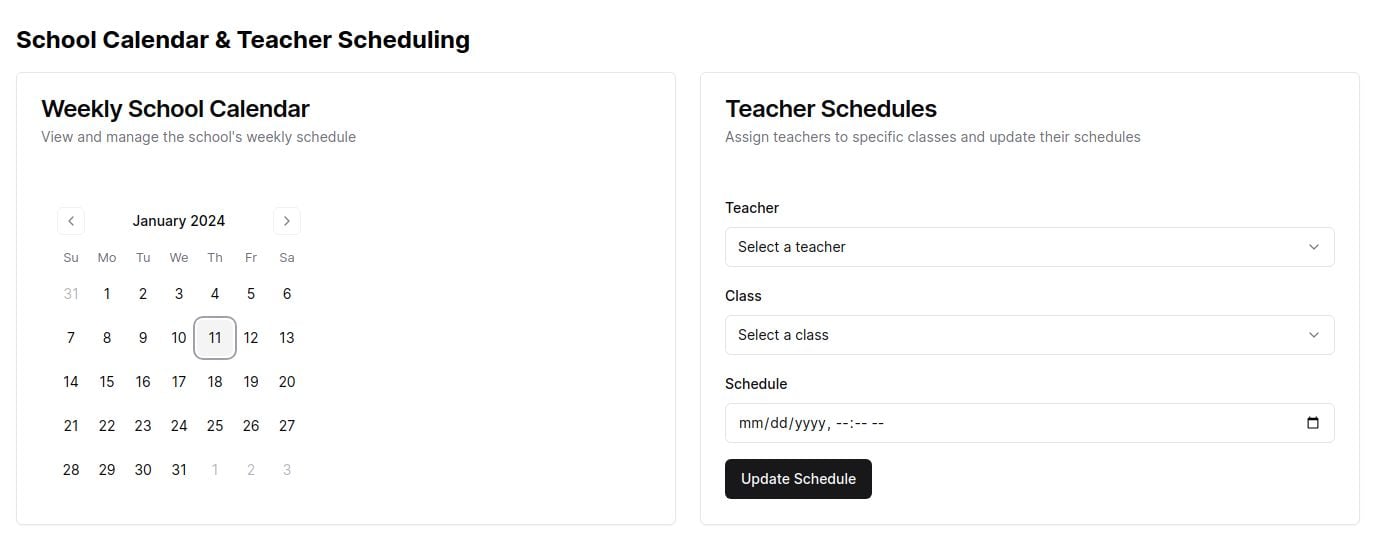 School Calendar & Teacher Scheduling
Weekly School Calendar
View and manage the school's weekly schedule
January 2024
Su Mo Tu We Th Fr Sa
31 1 2 3 4 5 6
7 8 9 10 11 12 13
14 15 16 17 18 19 20
21 22 23 24 25 26 27
28 29 30 31 1 2 3
Teacher Schedules
Assign teachers to specific classes and update their schedules
Teacher
Select a teacher
Class
Select a class
Schedule
mm/dd/yyyy, --:-- --
Update Schedule